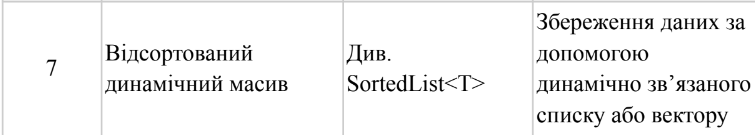 7
Відсортований
динамічний масив
Див.
SortedList<T>
Збереження даних за
допомогою
динамічно зв’язаного
списку або вектору